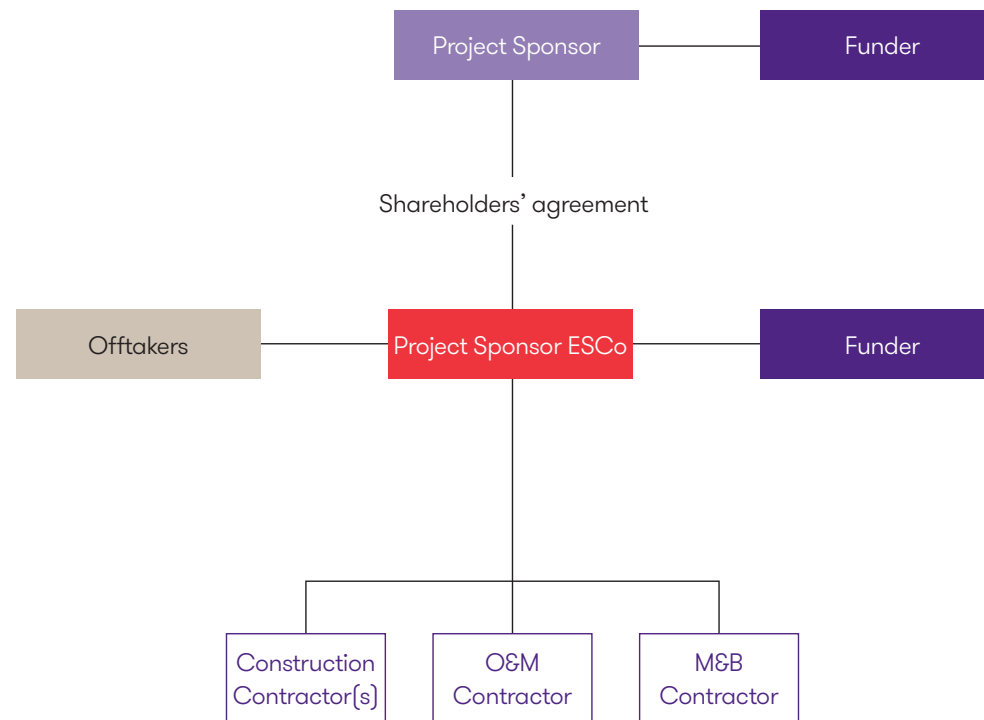 Project Sponsor
Funder
Shareholders’ agreement
Offtakers
Project Sponsor ESCo
Funder
Construction
Contractor(s)
O&M
Contractor
M&B
Contractor